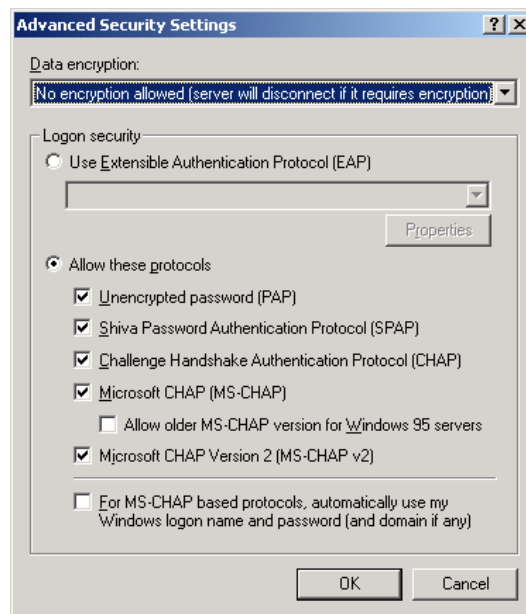 Advanced Security Settings
Data encryption:
No encryption allowed (server will disconnect if it requires encryption)
Logon security
Use Extensible Authentication Protocol (EAP)
Properties
Allow these protocols
Unencrypted password (PAP)
Shiva Password Authentication Protocol (SPAP)
Challenge Handshake Authentication Protocol (CHAP)
Microsoft CHAP (MS-CHAP)
Allow older MS-CHAP version for Windows 95 servers
Microsoft CHAP Version 2 (MS-CHAP v2)
For MS-CHAP based protocols, automatically use my
Windows logon name and password (and domain if any)
OK Cancel